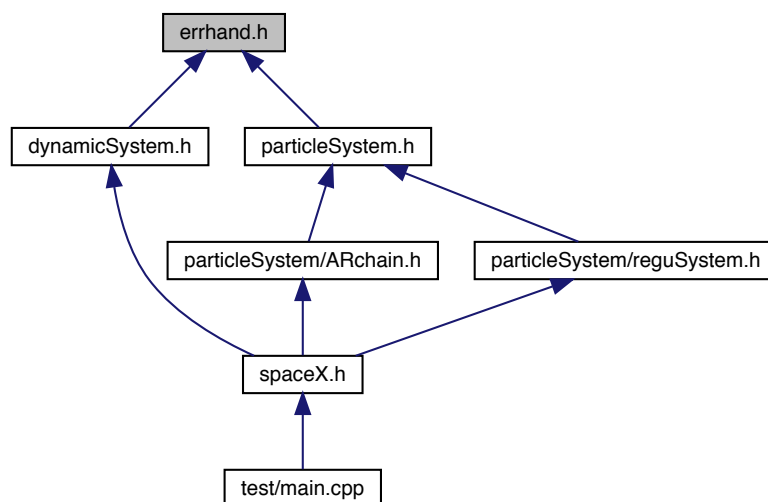 errhand.h
dynamicSystem.h
particleSystem.h
particleSystem/ARchain.h
particleSystem/reguSystem.h
spaceX.h
test/main.cpp